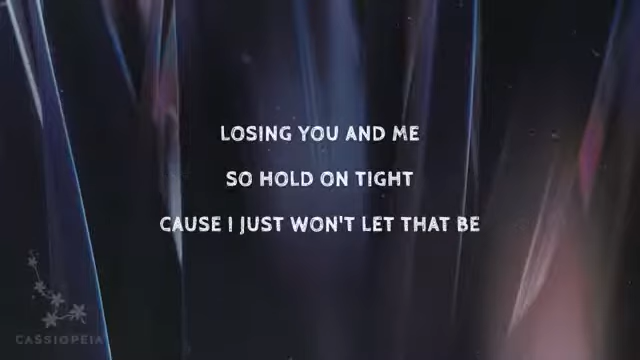 LOSING YOU AND ME
SO HOLD ON TIGHT
CAUSE I JUST WON'T LET THAT BE
CASSIOPEIA